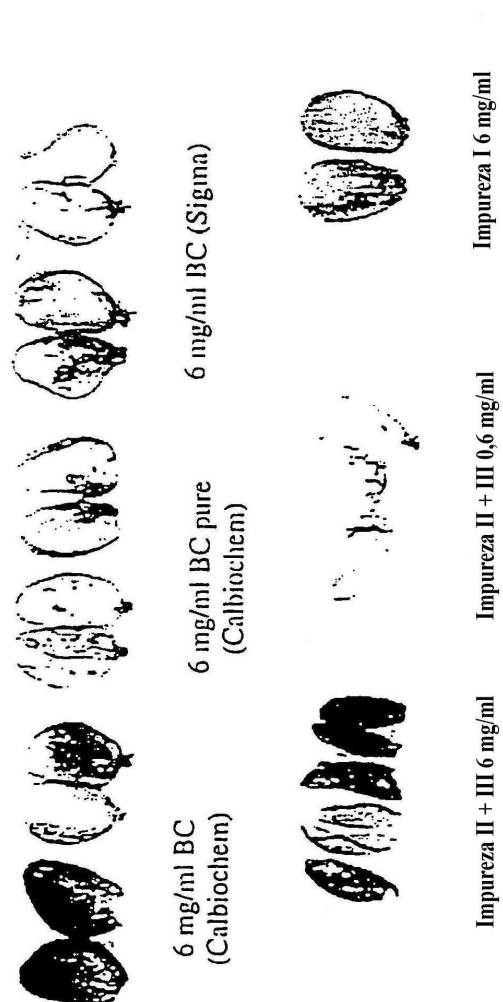 6 mg/ml BC
(Calbiochem)
6 mg/ml BC pure
(Calbiochem)
6 mg/ml BC (Sigma)
Impureza II + III 6 mg/ml
Impureza II + III 0,6 mg/ml
Impureza I 6 mg/ml